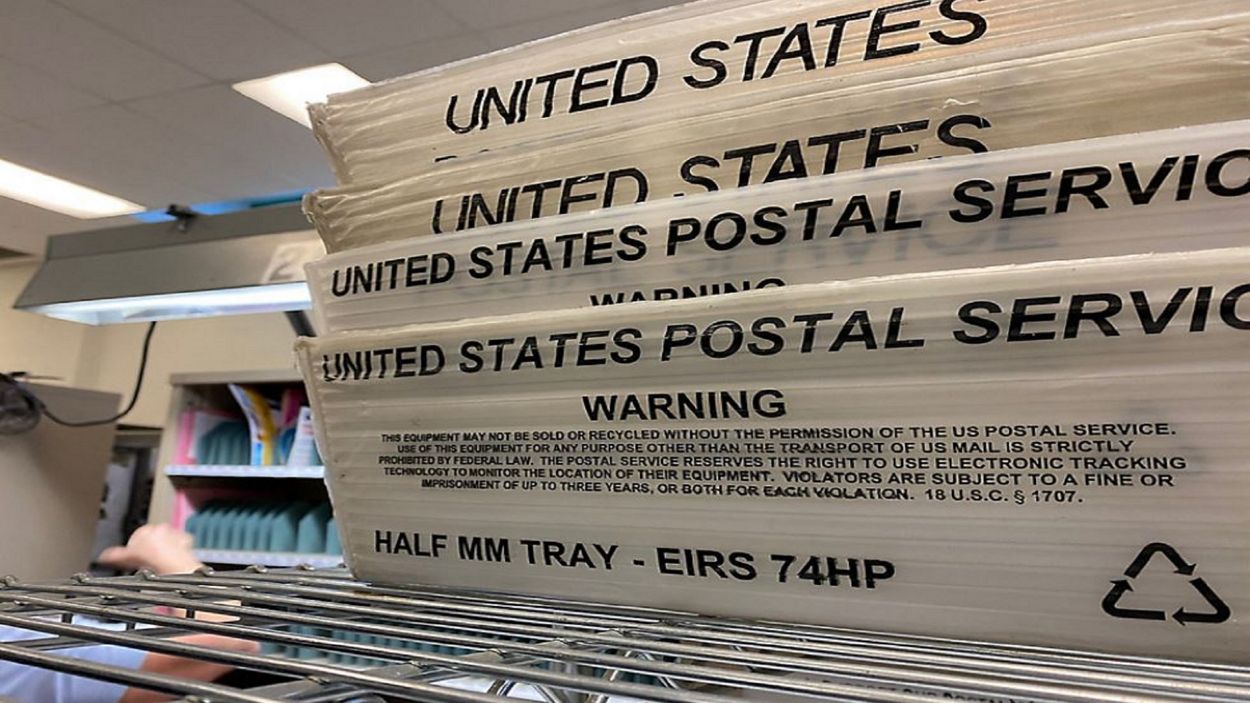 UNITED STATES
UNITED STATES
UNITED STATES POSTAL SERVIC
WARNING
UNITED STATES POSTAL SERVIC
WARNING
THIS EQUIPMENT MAY NOT BE SOLD OR RECYCLED WITHOUT THE PERMISSION OF THE US POSTAL SERVICE.
USE OF THIS EQUIPMENT FOR ANY PURPOSE OTHER THAN THE TRANSPORT OF US MAIL IS STRICTLY
PROHIBITED BY FEDERAL LAW. THE POSTAL SERVICE RESERVES THE RIGHT TO USE ELECTRONIC TRACKING
TECHNOLOGY TO MONITOR THE LOCATION OF THEIR EQUIPMENT. VIOLATORS ARE SUBJECT TO A FINE OR
IMPRISONMENT OF UP TO THREE YEARS, OR BOTH FOR EACH VIOLATION. 18 U.S.C. § 1707.
HALF MM TRAY - EIRS 74HP